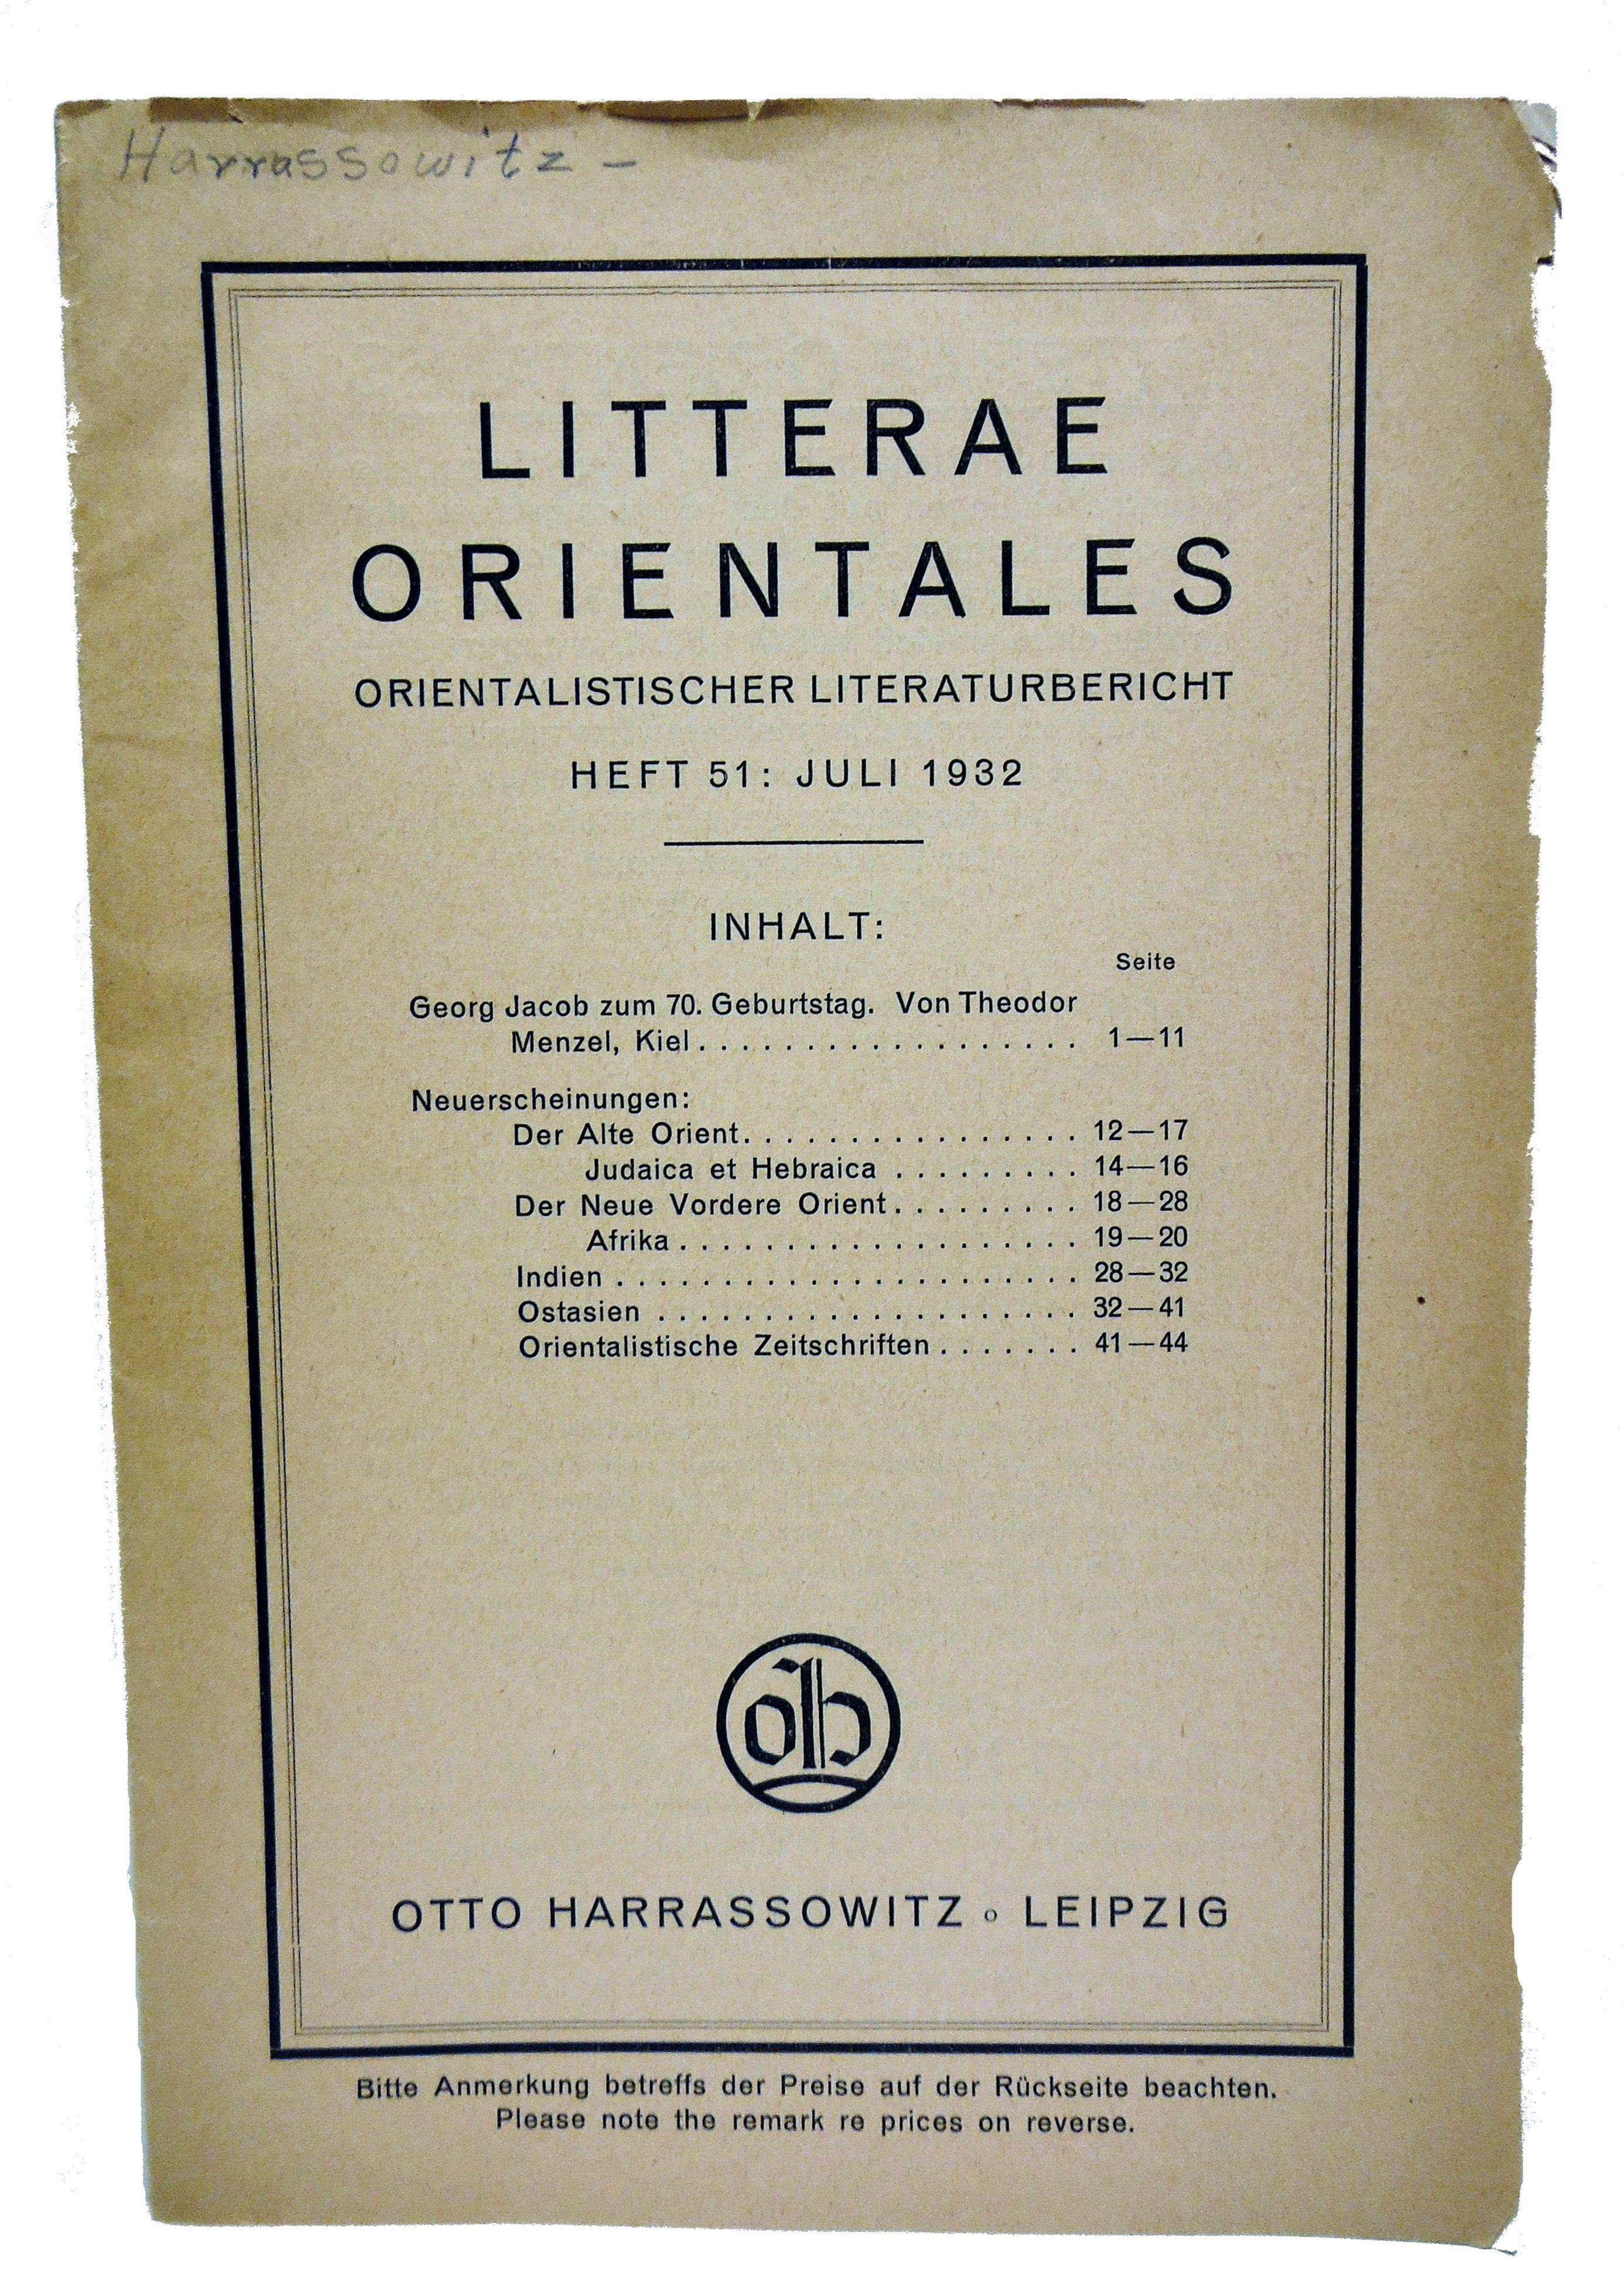 Harrassowitz –
LITTERAE
ORIENTALES
ORIENTALISTISCHER LITERATURBERICHT
HEFT 51: JULI 1932
INHALT:
Seite
Georg Jacob zum 70. Geburtstag. Von Theodor
Menzel, Kiel . . . . . . . . . . . . . . . . . . 1—11
Neuerscheinungen:
Der Alte Orient. . . . . . . . . . . . . . . . 12—17
Judaica et Hebraica . . . . . . . . . 14—16
Der Neue Vordere Orient. . . . . . . . . 18—28
Afrika . . . . . . . . . . . . . . . . . . . 19—20
Indien . . . . . . . . . . . . . . . . . . . . . . 28—32
Ostasien . . . . . . . . . . . . . . . . . . . . 32—41
Orientalistische Zeitschriften . . . . . . . 41—44
oh
OTTO HARRASSOWITZ ∘ LEIPZIG
Bitte Anmerkung betreffs der Preise auf der Rückseite beachten.
Please note the remark re prices on reverse.